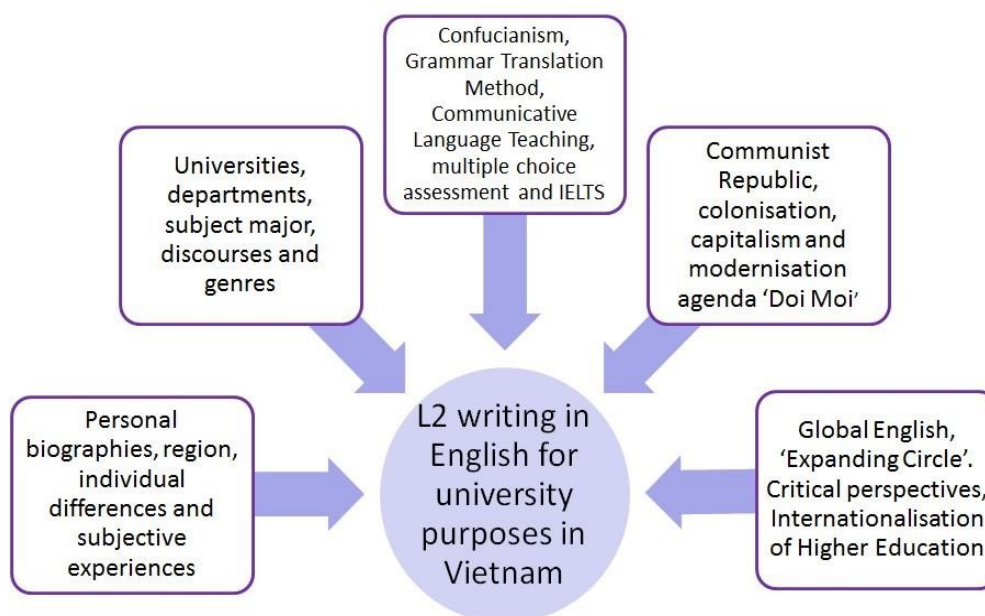 Confucianism,
Grammar Translation
Method,
Communicative
Language Teaching,
multiple choice
assessment and IELTS
Universities,
departments,
subject major,
discourses and
genres
Communist
Republic,
colonisation,
capitalism and
modernisation
agenda ‘Doi Moi’
Personal
biographies, region,
individual
differences and
subjective
experiences
L2 writing in
English for
university
purposes in
Vietnam
Global English,
‘Expanding Circle’.
Critical perspectives,
Internationalisation
of Higher Education